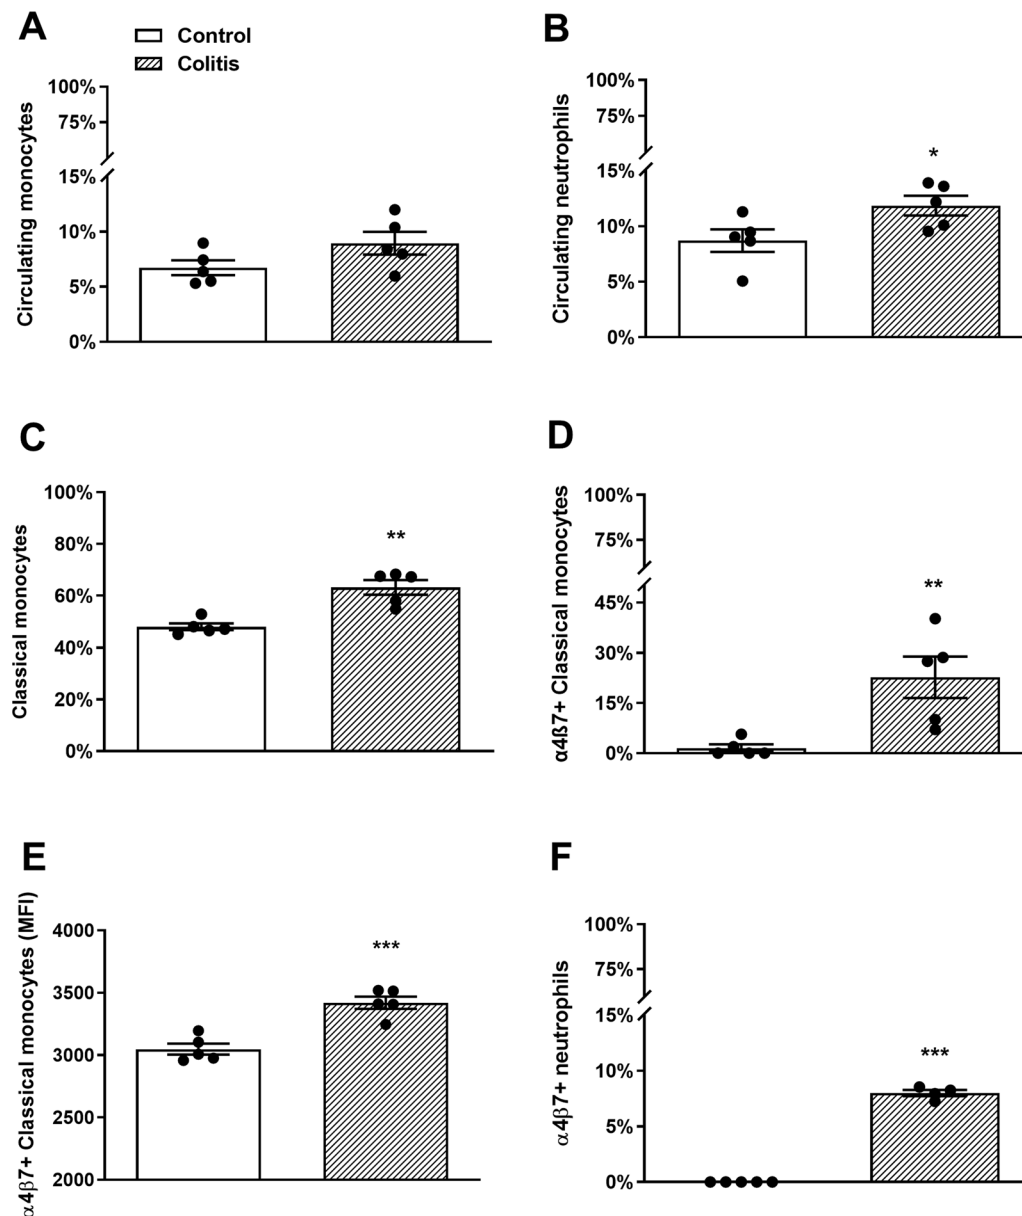 A
Control
Colitis
Circulating monocytes
100%
75%
15%
10%
5%
0%
B
Circulating neutrophils
100%
75%
15%
10%
5%
0%
*
C
Classical monocytes
100%
80%
60%
40%
20%
0%
**
D
α4ß7+ Classical monocytes
100%
75%
45%
30%
15%
0%
**
E
α4β7+ Classical monocytes (MFI)
4000
3500
3000
2500
2000
***
F
α4β7+ neutrophils
100%
75%
15%
10%
5%
0%
***